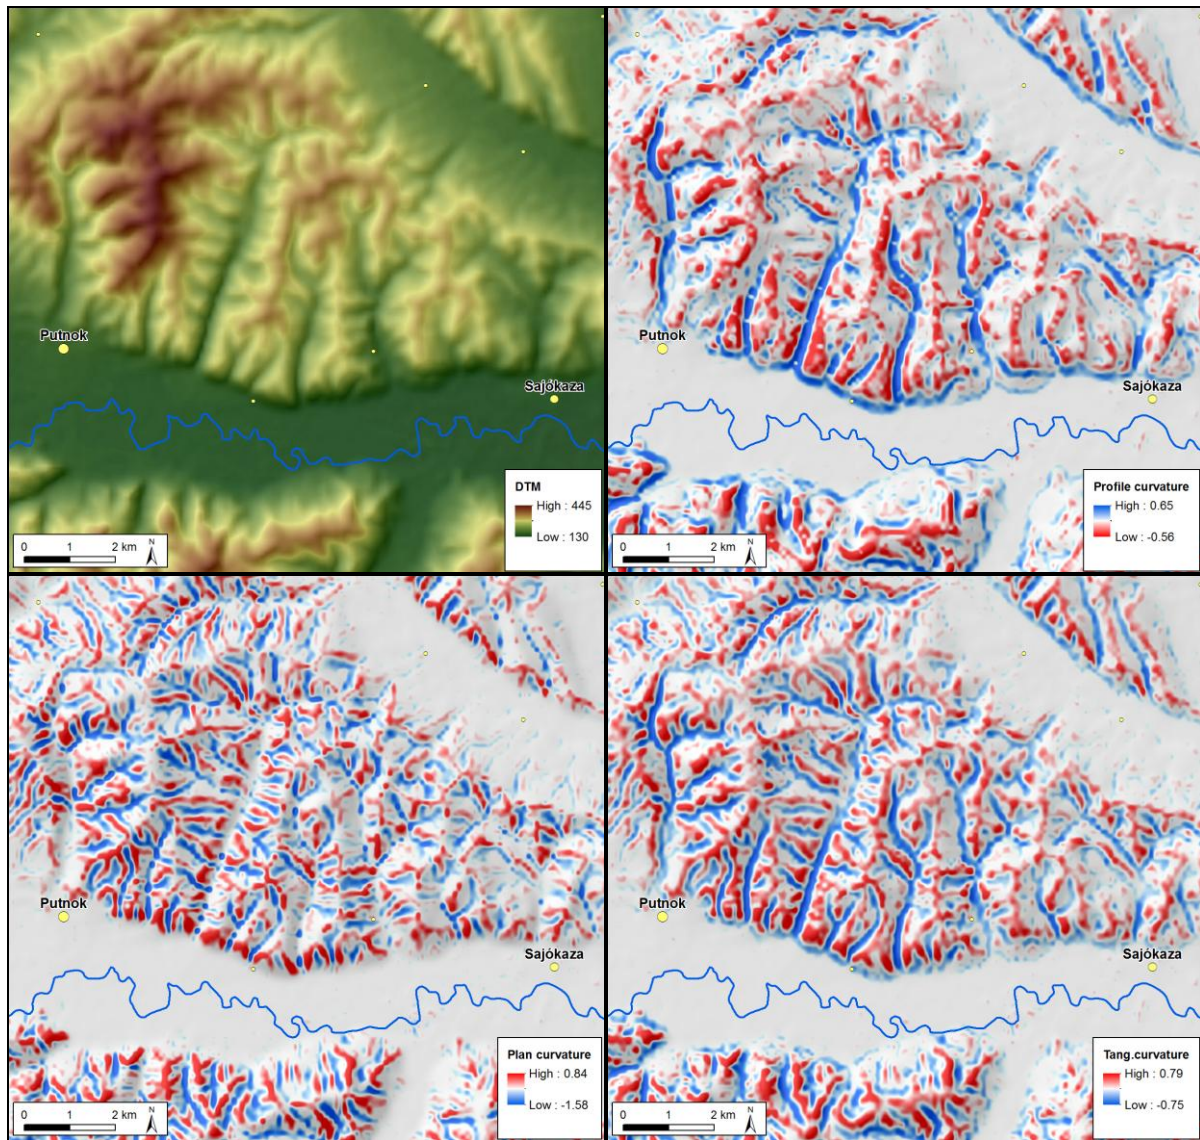 Putnok
Sajókaza
DTM
High : 445
Low : 130
0 1 2 km
N
Putnok
Sajókaza
Profile curvature
High : 0.65
Low : -0.56
0 1 2 km
N
Putnok
Sajókaza
Plan curvature
High : 0.84
Low : -1.58
0 1 2 km
N
Putnok
Sajókaza
Tang.curvature
High : 0.79
Low : -0.75
0 1 2 km
N